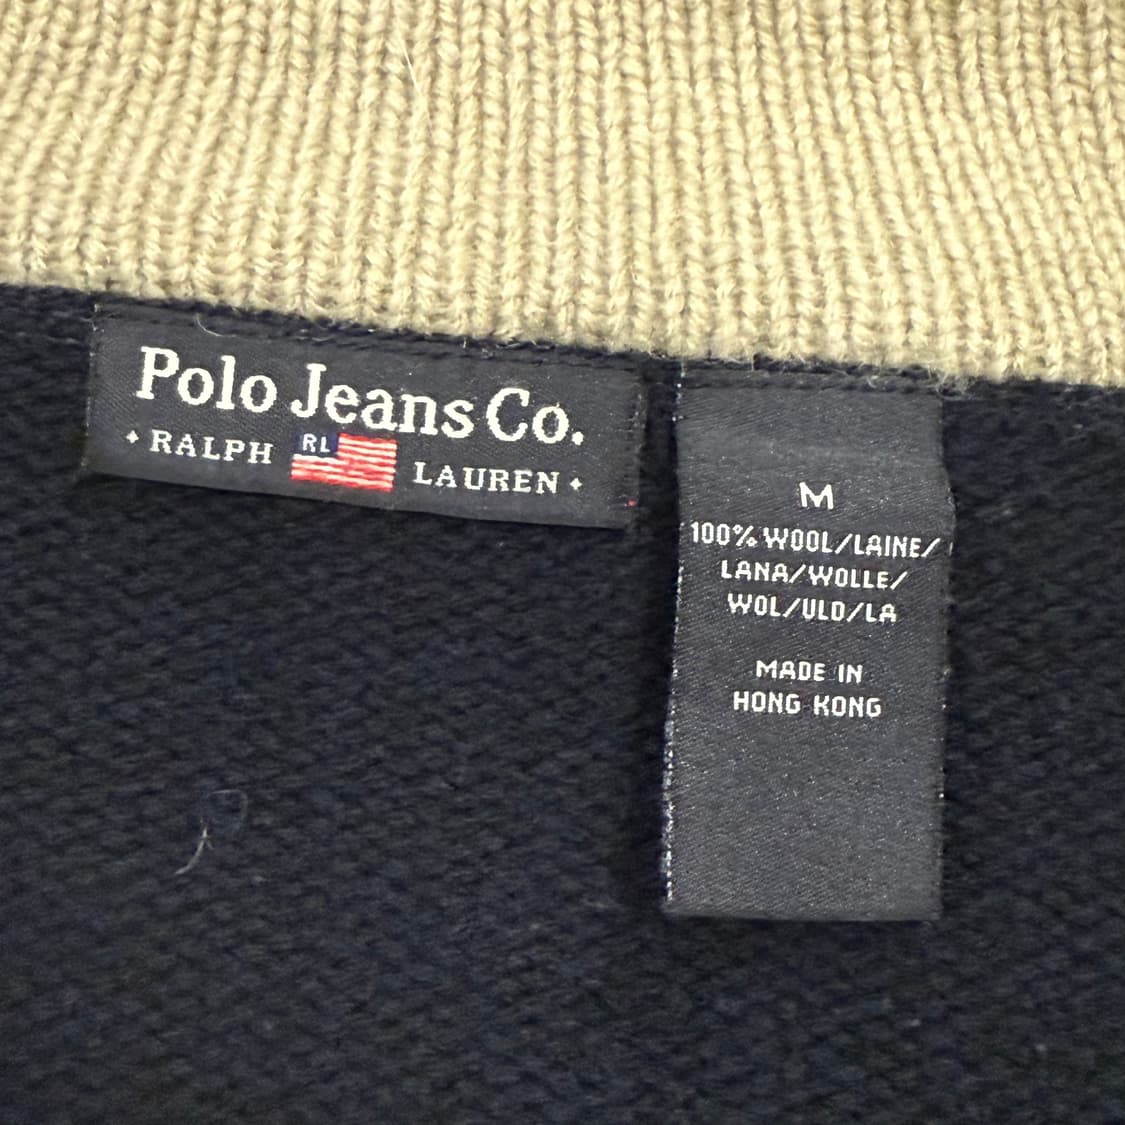 Polo Jeans Co.
RALPH RL LAUREN
M
100% WOOL/LAINE/
LANA/WOLLE/
WOL/ULD/LA
MADE IN
HONG KONG